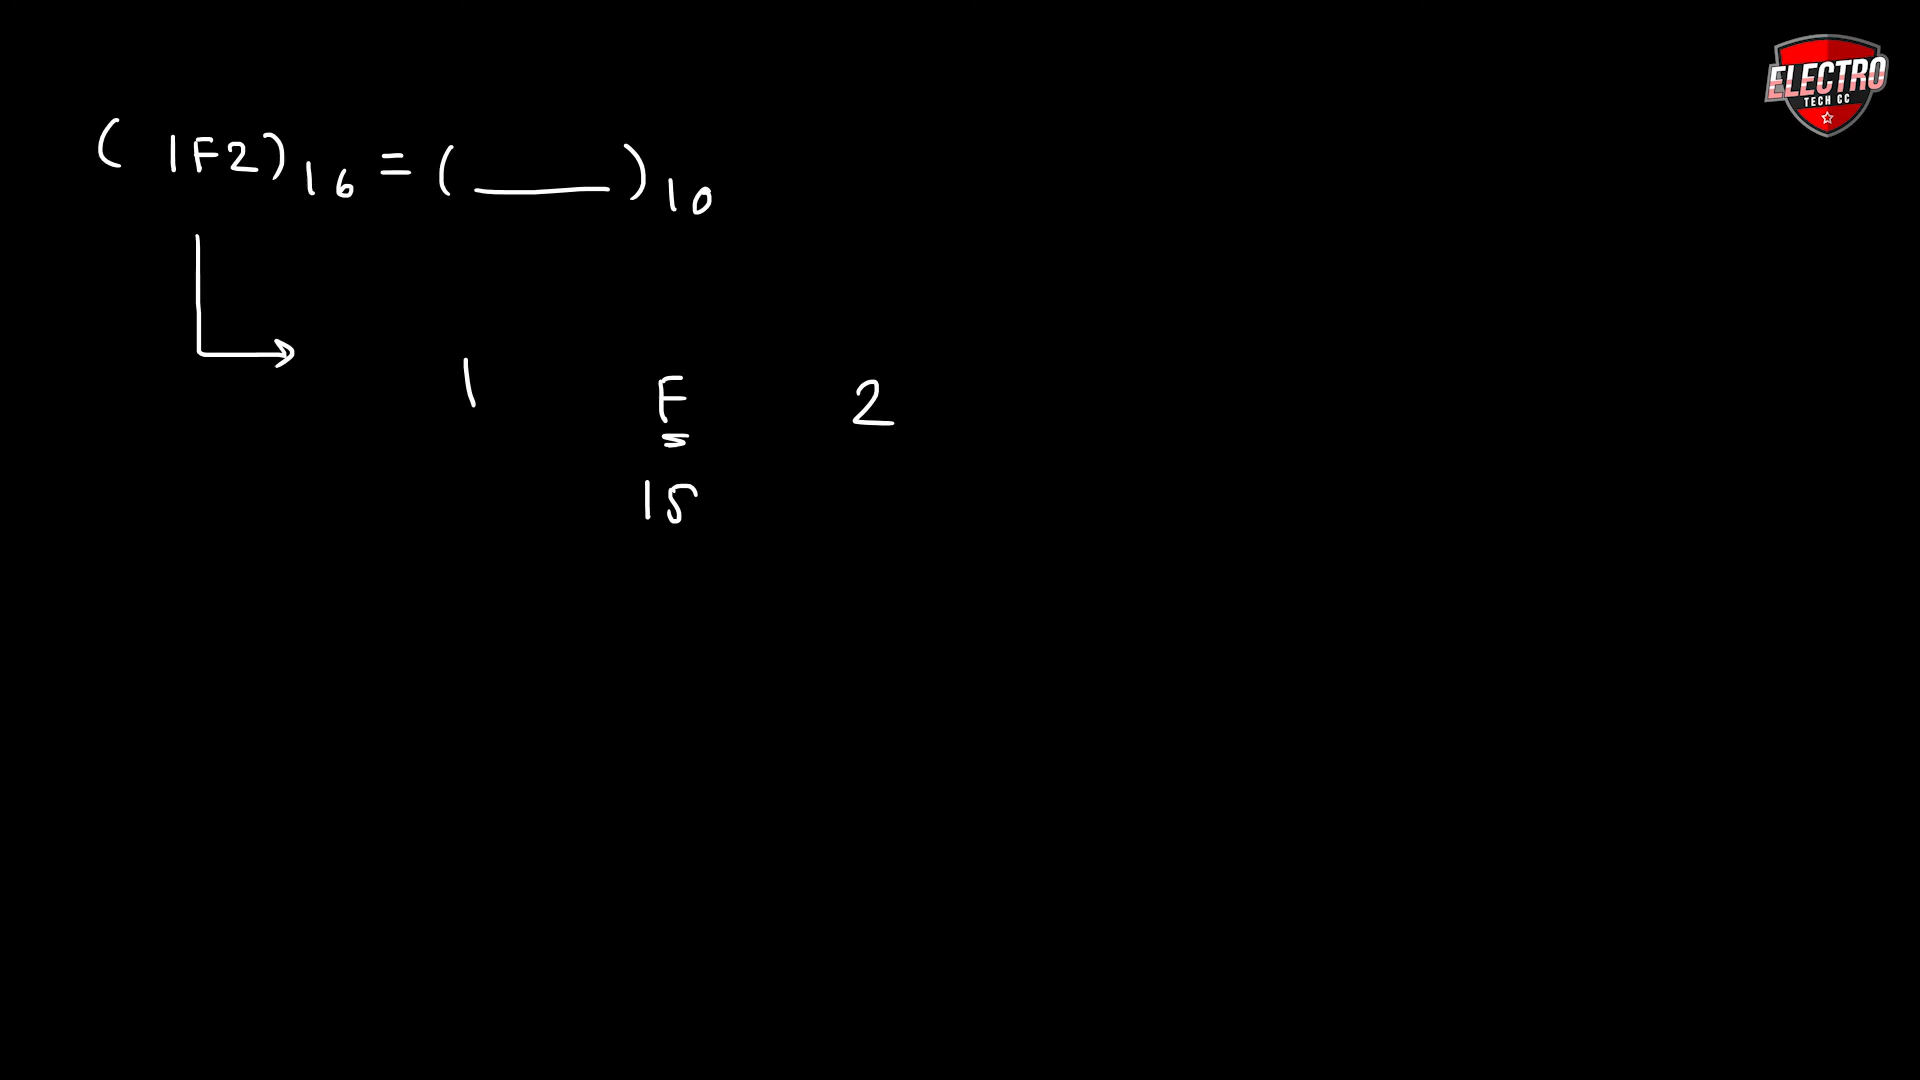 ELECTRO
TECH CC
( 1F2)16 = ( ____ )10
1 F 2
15